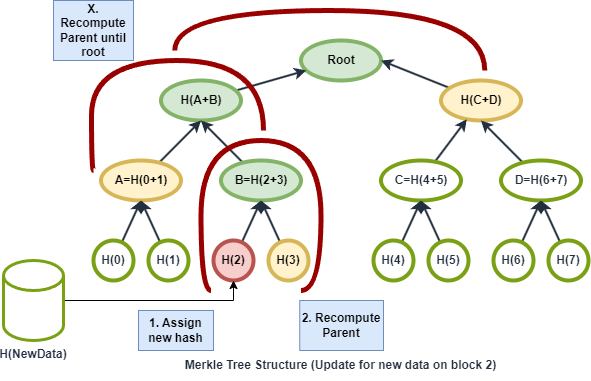 X.
Recompute
Parent until
root
Root
H(A+B)
H(C+D)
A=H(0+1)
B=H(2+3)
C=H(4+5)
D=H(6+7)
H(0)
H(1)
H(2)
H(3)
H(4)
H(5)
H(6)
H(7)
1. Assign
new hash
2. Recompute
Parent
H(NewData)
Merkle Tree Structure (Update for new data on block 2)